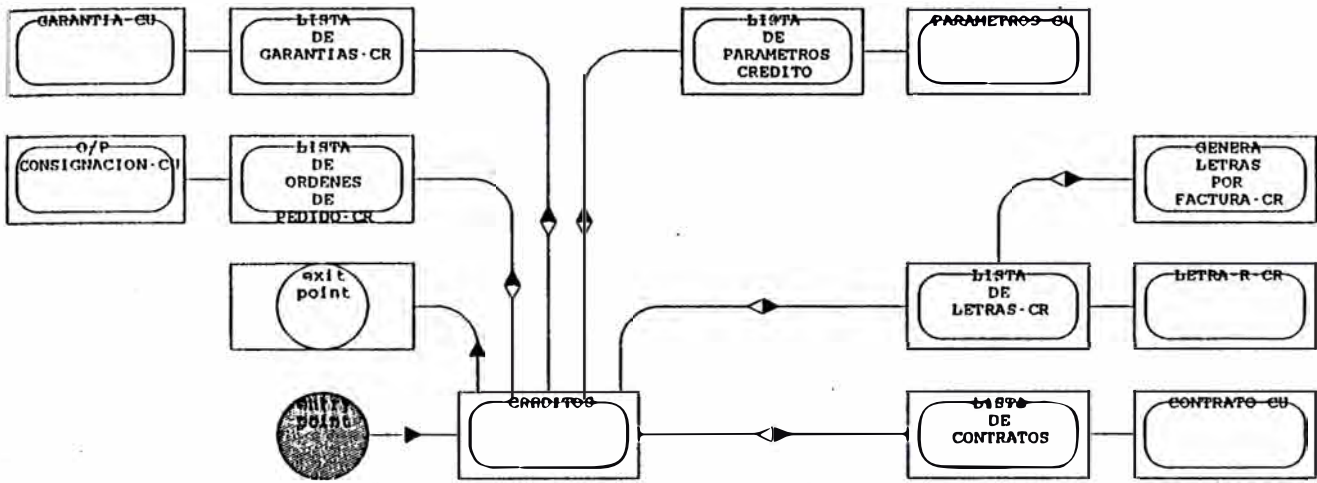 GARANTIA-CU
LISTA
DE
GARANTIAS-CR
LISTA
DE
PARAMETROS
CREDITO
PARAMETROS CU
O/P
CONSIGNACION-CU
LISTA
DE
ORDENES
DE
PEDIDO-CR
GENERA
LETRAS
POR
FACTURA-CR
exit
point
LISTA
DE
LETRAS-CR
LETRA-R-CR
entry
point
CRADITOS
LISTA
DE
CONTRATOS
CONTRATO CU